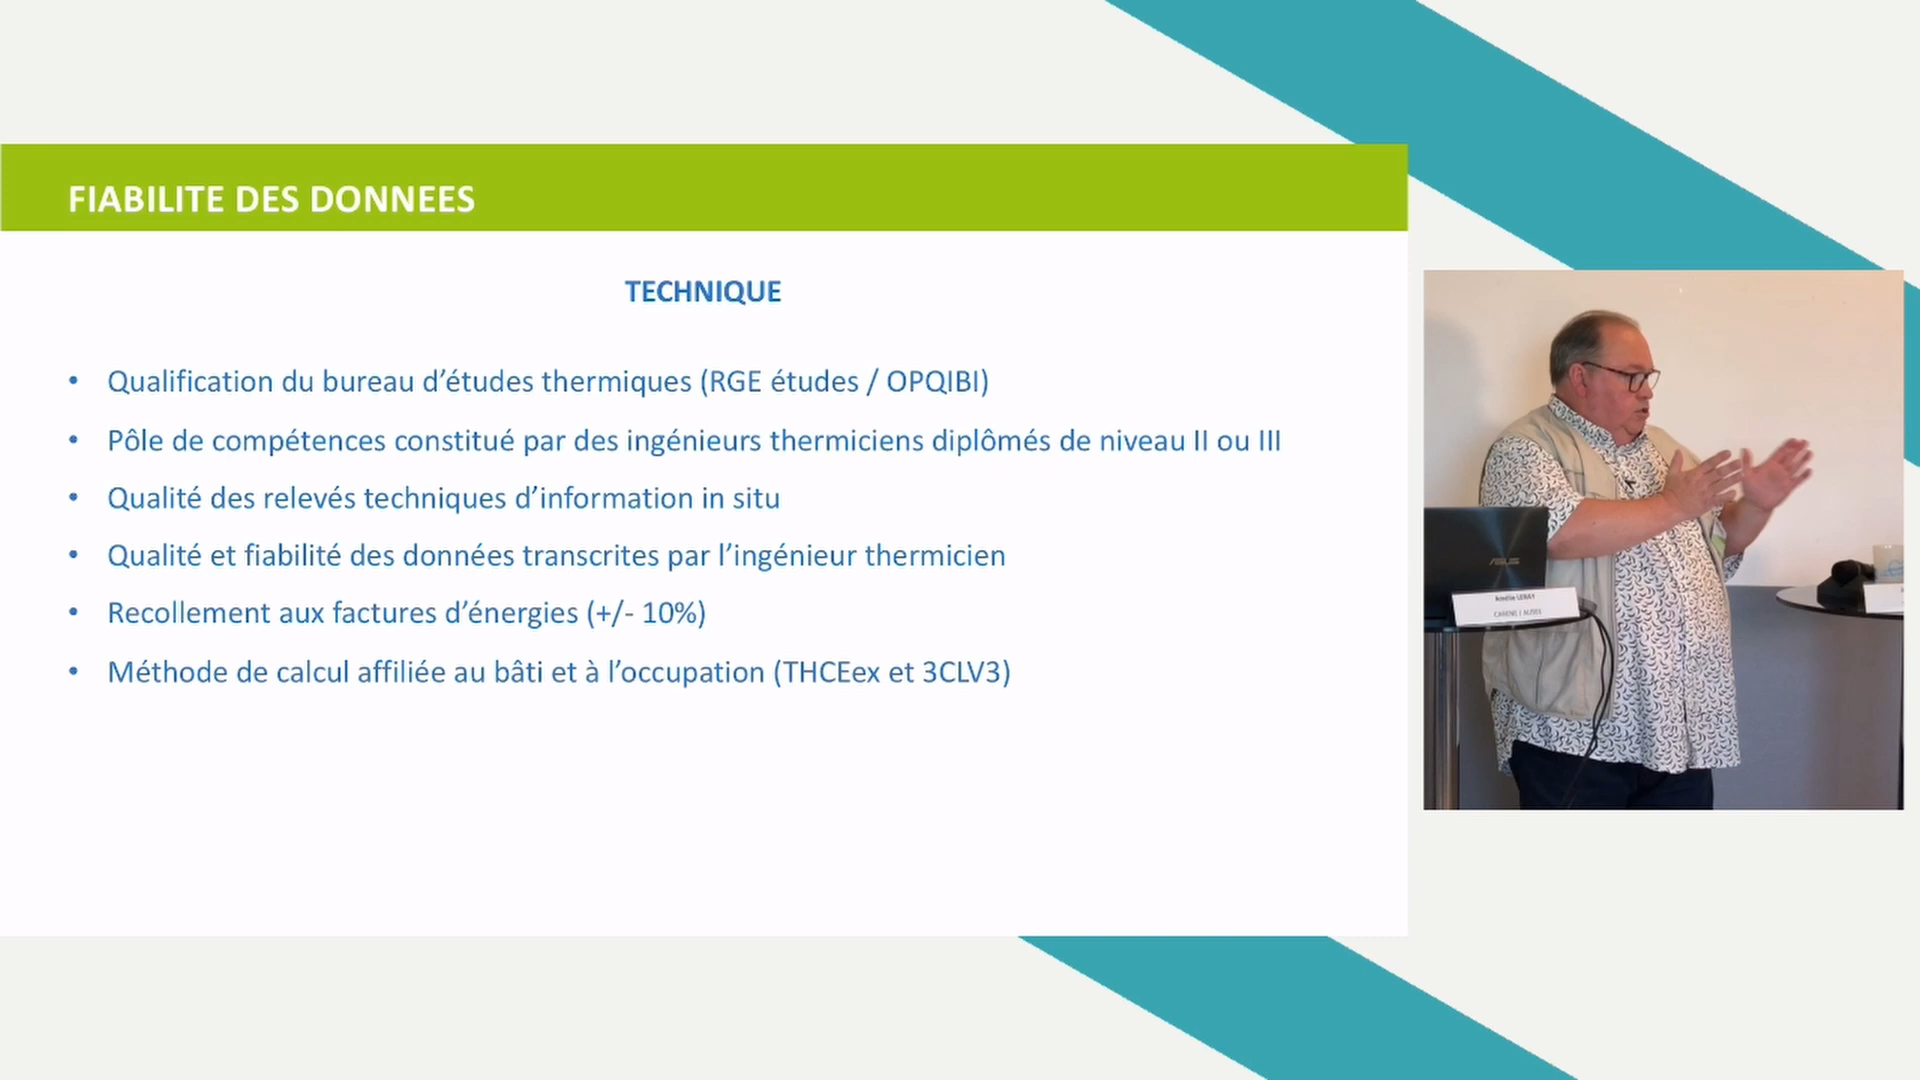 FIABILITE DES DONNEES
TECHNIQUE
• Qualification du bureau d’études thermiques (RGE études / OPQIBI)
• Pôle de compétences constitué par des ingénieurs thermiciens diplômés de niveau II ou III
• Qualité des relevés techniques d’information in situ
• Qualité et fiabilité des données transcrites par l’ingénieur thermicien
• Recollement aux factures d’énergies (+/- 10%)
• Méthode de calcul affiliée au bâti et à l’occupation (THCEex et 3CLV3)
ASUS
Amélie LERAY